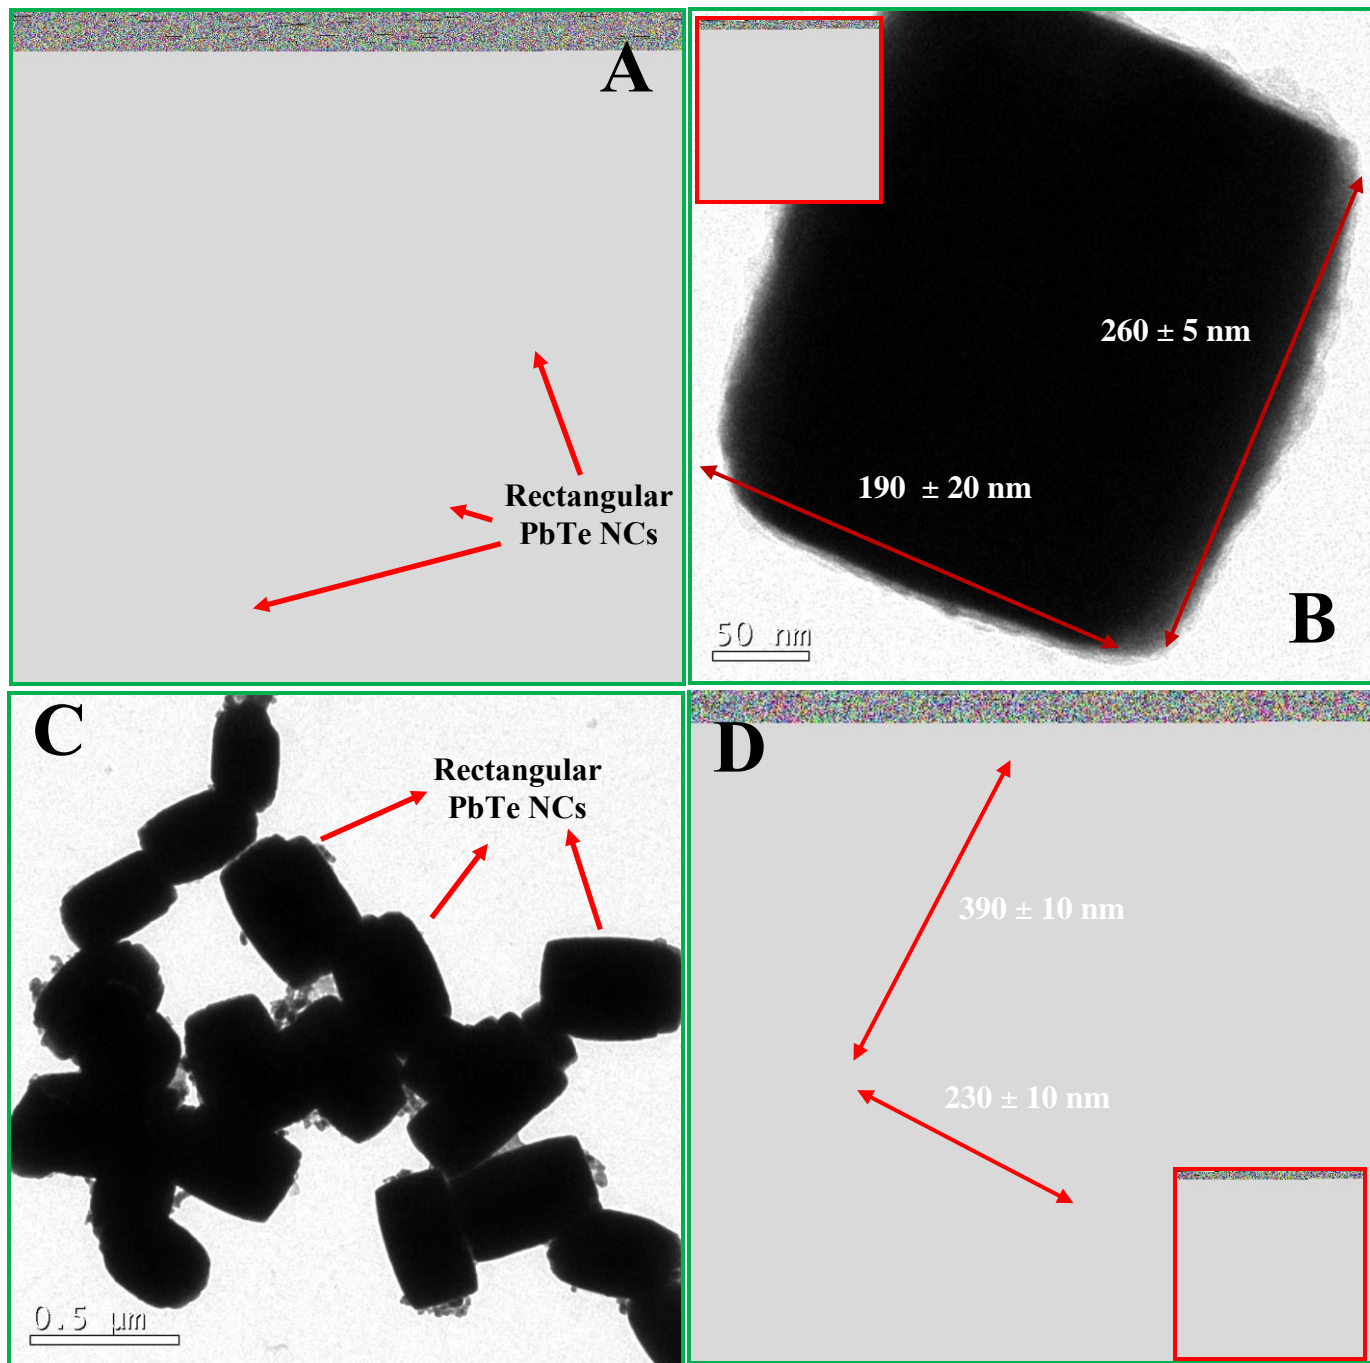 A
Rectangular
PbTe NCs
260 ± 5 nm
190 ± 20 nm
50 nm
B
C
Rectangular
PbTe NCs
0.5 µm
D
390 ± 10 nm
230 ± 10 nm